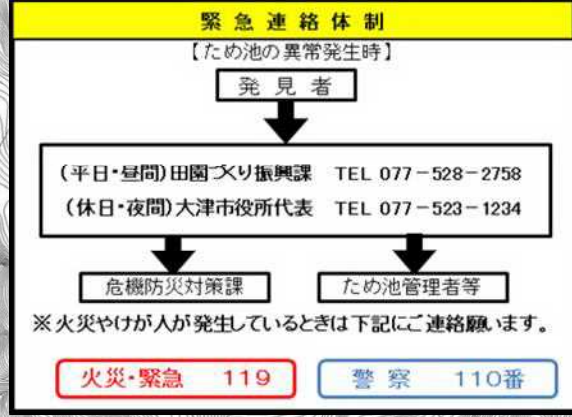 緊急連絡体制
【ため池の異常発生時】
発見者
(平日・昼間)田園づくり振興課 TEL 077-528-2758
(休日・夜間)大津市役所代表 TEL 077-523-1234
危機防災対策課 ため池管理者等
※火災やけが人が発生しているときは下記にご連絡願います。
火災・緊急 119 警察 110番